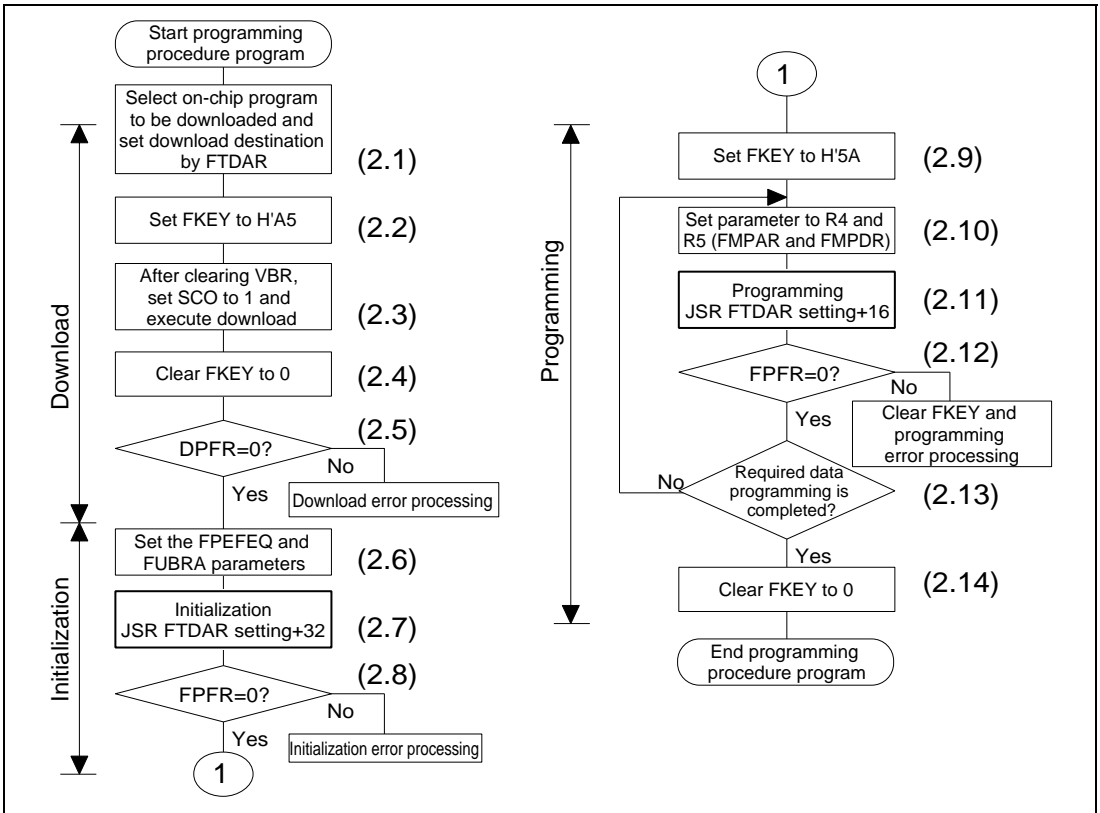 Start programming
procedure program
Select on-chip program
to be downloaded and
set download destination
by FTDAR
(2.1)
Set FKEY to H'A5
(2.2)
After clearing VBR,
set SCO to 1 and
execute download
(2.3)
Clear FKEY to 0
(2.4)
DPFR=0?
(2.5)
No
Yes
Download error processing
Download
Set the FPEFEQ and
FUBRA parameters
(2.6)
Initialization
JSR FTDAR setting+32
(2.7)
FPFR=0?
(2.8)
No
Yes
Initialization error processing
1
Initialization
1
Set FKEY to H'5A
(2.9)
Set parameter to R4 and
R5 (FMPAR and FMPDR)
(2.10)
Programming
JSR FTDAR setting+16
(2.11)
(2.12)
FPFR=0?
No
Yes
Clear FKEY and
programming
error processing
No
Required data
programming is
completed?
(2.13)
Yes
Clear FKEY to 0
(2.14)
End programming
procedure program
Programming